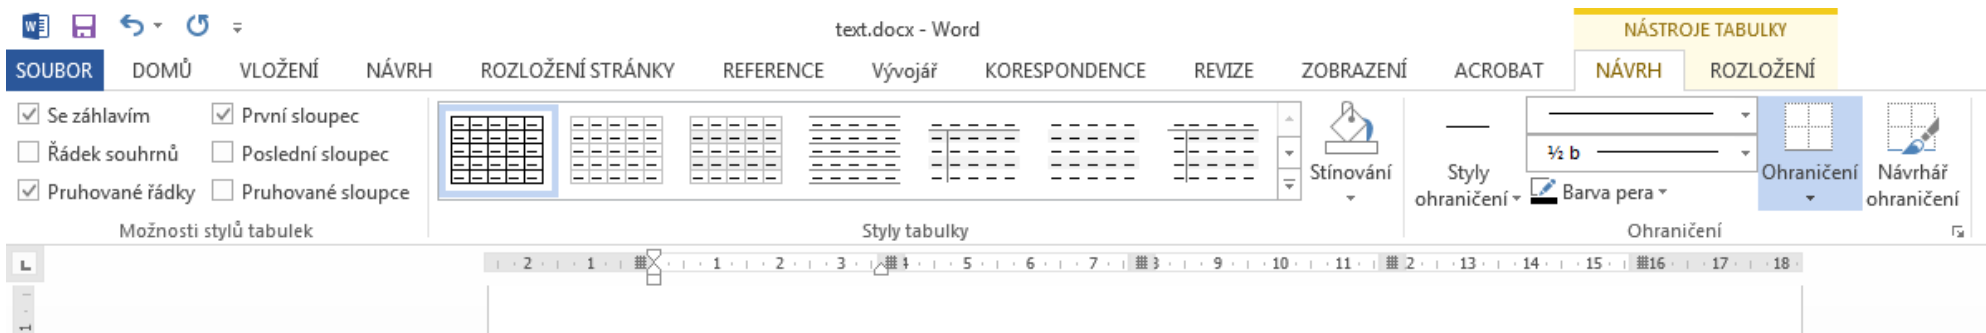 text.docx - Word
NÁSTROJE TABULKY
SOUBOR DOMŮ VLOŽENÍ NÁVRH ROZLOŽENÍ STRÁNKY REFERENCE Vývojář KORESPONDENCE REVIZE ZOBRAZENÍ ACROBAT NÁVRH ROZLOŽENÍ
Se záhlavím První sloupec
Řádek souhrnů Poslední sloupec
Pruhované řádky Pruhované sloupce
Možnosti stylů tabulek
Styly tabulky
Stínování
Styly
ohraničení
½ b
Barva pera
Ohraničení
Návrhář
ohraničení
Ohraničení
2 1 1 2 3 4 5 6 7 8 9 10 11 12 13 14 15 16 17 18
1